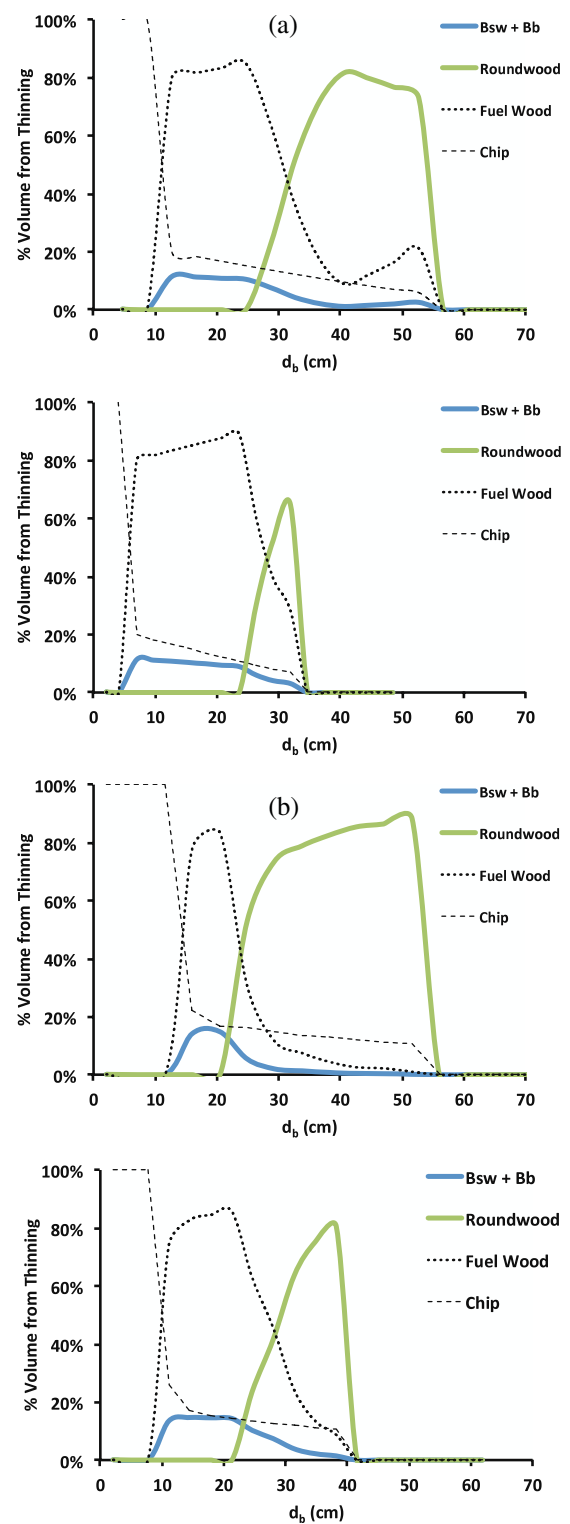 (a)
100%
80%
60%
40%
20%
0%
% Volume from Thinning
0 10 20 30 40 50 60 70
d_b (cm)
Bsw + Bb
Roundwood
Fuel Wood
Chip
100%
80%
60%
40%
20%
0%
% Volume from Thinning
0 10 20 30 40 50 60 70
d_b (cm)
Bsw + Bb
Roundwood
Fuel Wood
Chip
(b)
100%
80%
60%
40%
20%
0%
% Volume from Thinning
0 10 20 30 40 50 60 70
d_b (cm)
Bsw + Bb
Roundwood
Fuel Wood
Chip
100%
80%
60%
40%
20%
0%
% Volume from Thinning
0 10 20 30 40 50 60 70
d_b (cm)
Bsw + Bb
Roundwood
Fuel Wood
Chip